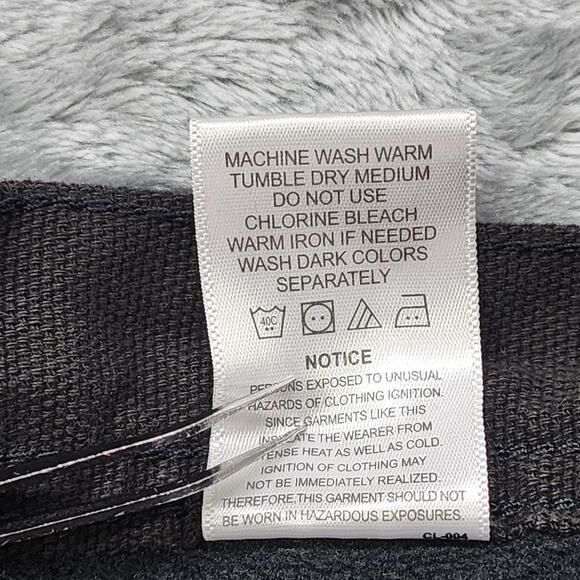 MACHINE WASH WARM
TUMBLE DRY MEDIUM
DO NOT USE
CHLORINE BLEACH
WARM IRON IF NEEDED
WASH DARK COLORS
SEPARATELY
40C
NOTICE
PERSONS EXPOSED TO UNUSUAL
HAZARDS OF CLOTHING IGNITION.
SINCE GARMENTS LIKE THIS
INSULATE THE WEARER FROM
INTENSE HEAT AS WELL AS COLD.
IGNITION OF CLOTHING MAY
NOT BE IMMEDIATELY REALIZED.
THEREFORE,THIS GARMENT SHOULD NOT
BE WORN IN HAZARDOUS EXPOSURES.
CL-004